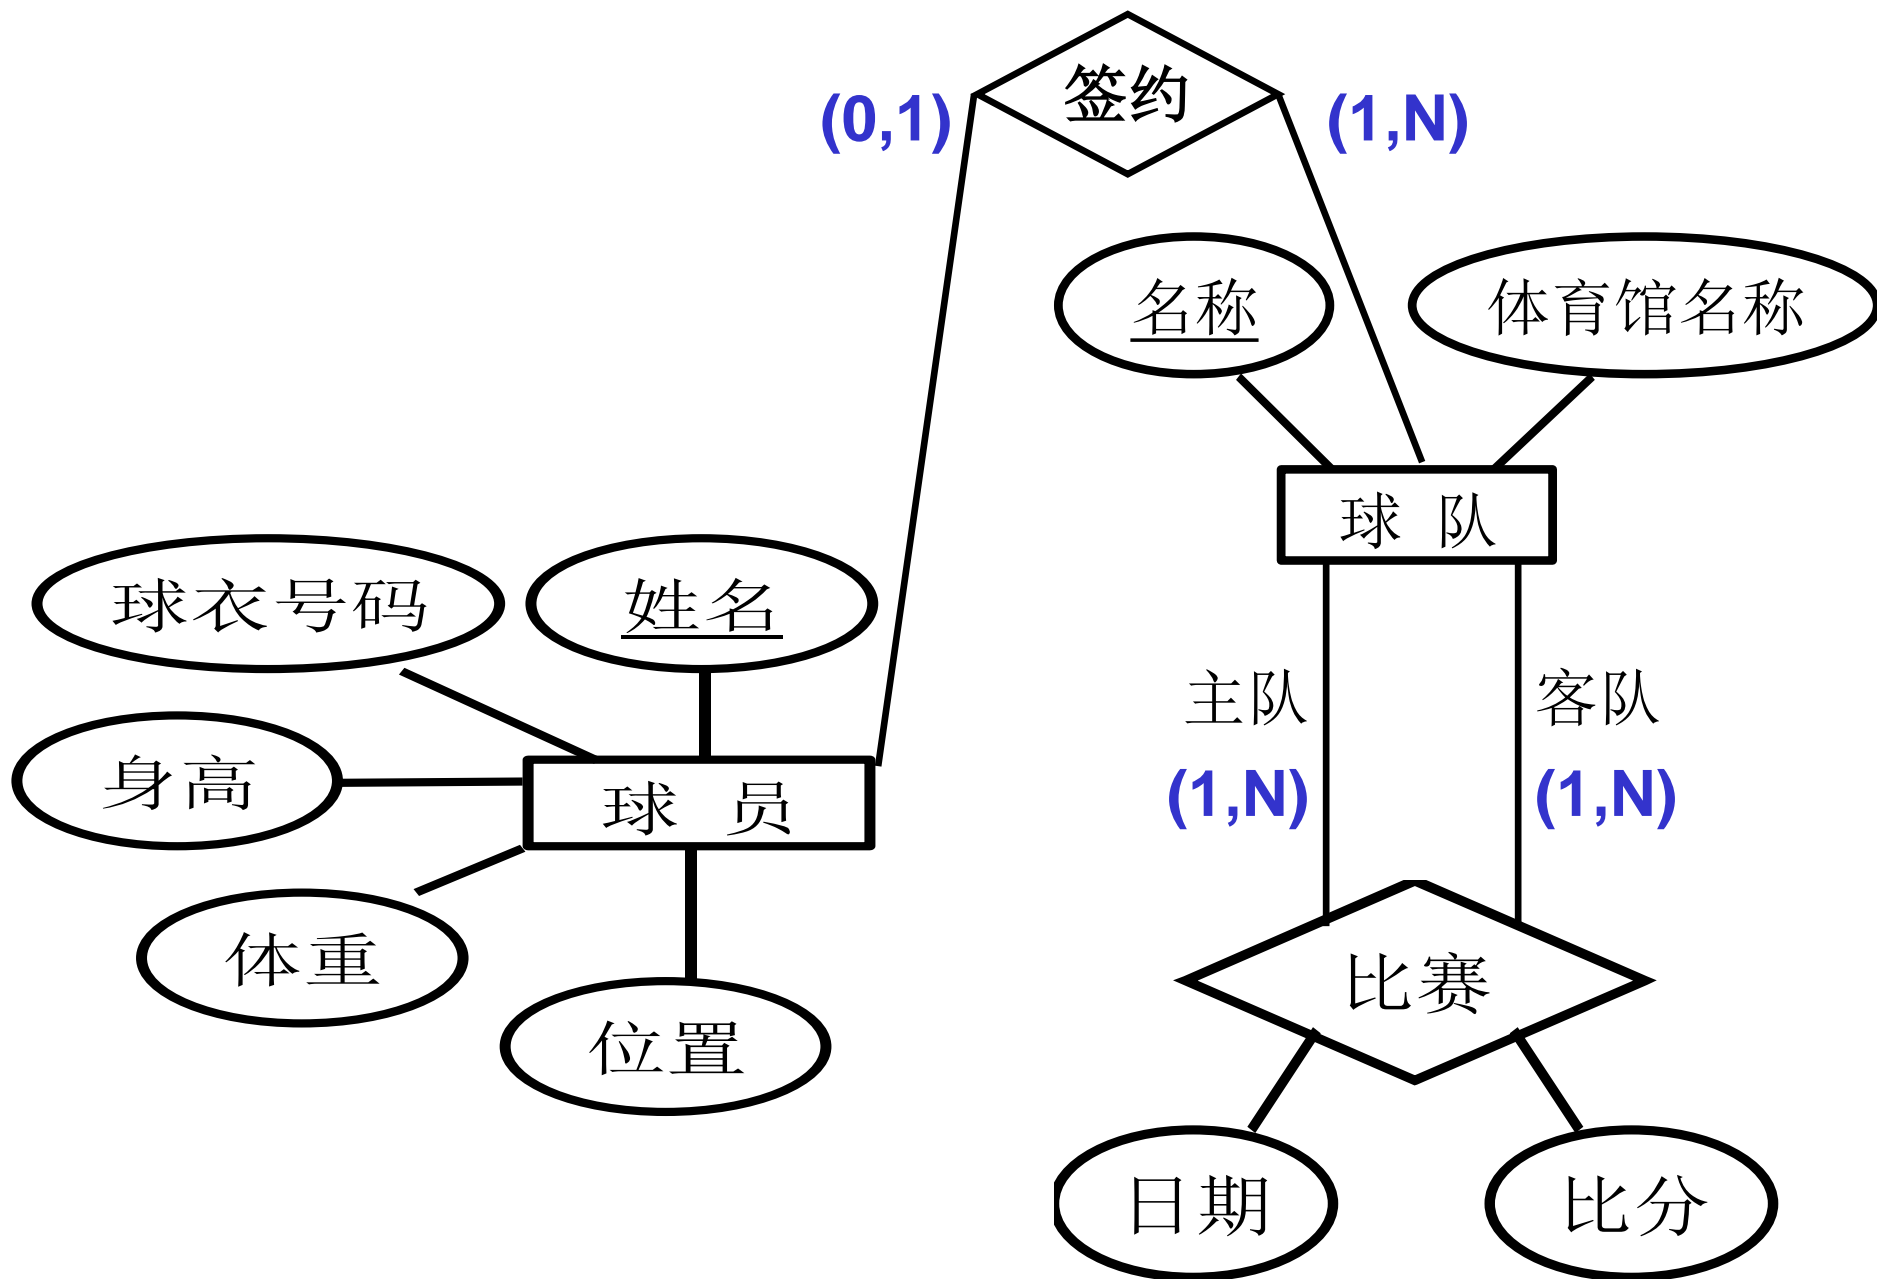 签约
(0,1)
(1,N)
名称
体育馆名称
球 队
球衣号码
姓名
主队
客队
身高
球 员
(1,N)
(1,N)
体重
比赛
位置
日期
比分